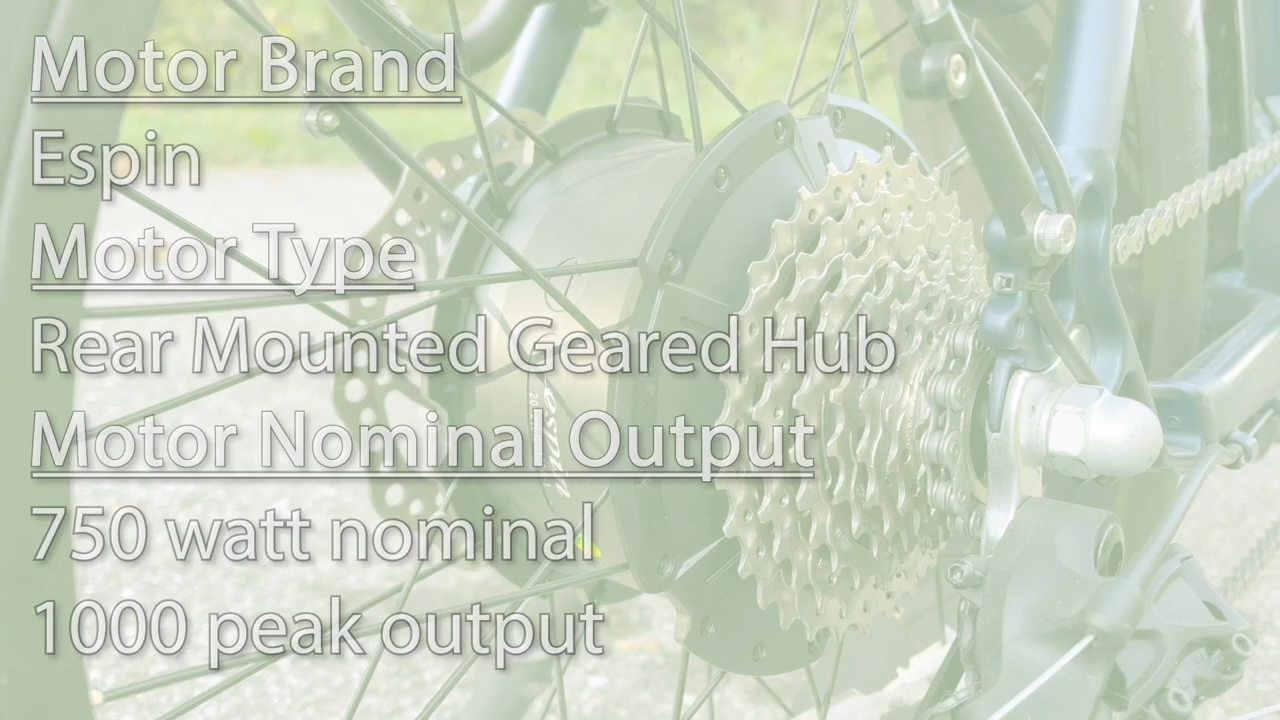 Motor Brand
Espin
Motor Type
Rear Mounted Geared Hub
Motor Nominal Output
750 watt nominal
1000 peak output